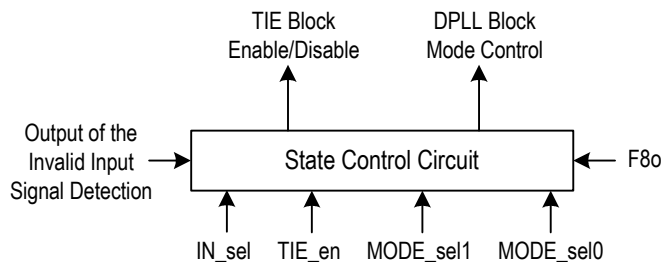 TIE Block
Enable/Disable
DPLL Block
Mode Control
Output of the
Invalid Input
Signal Detection
State Control Circuit
F8o
IN_sel
TIE_en
MODE_sel1
MODE_sel0